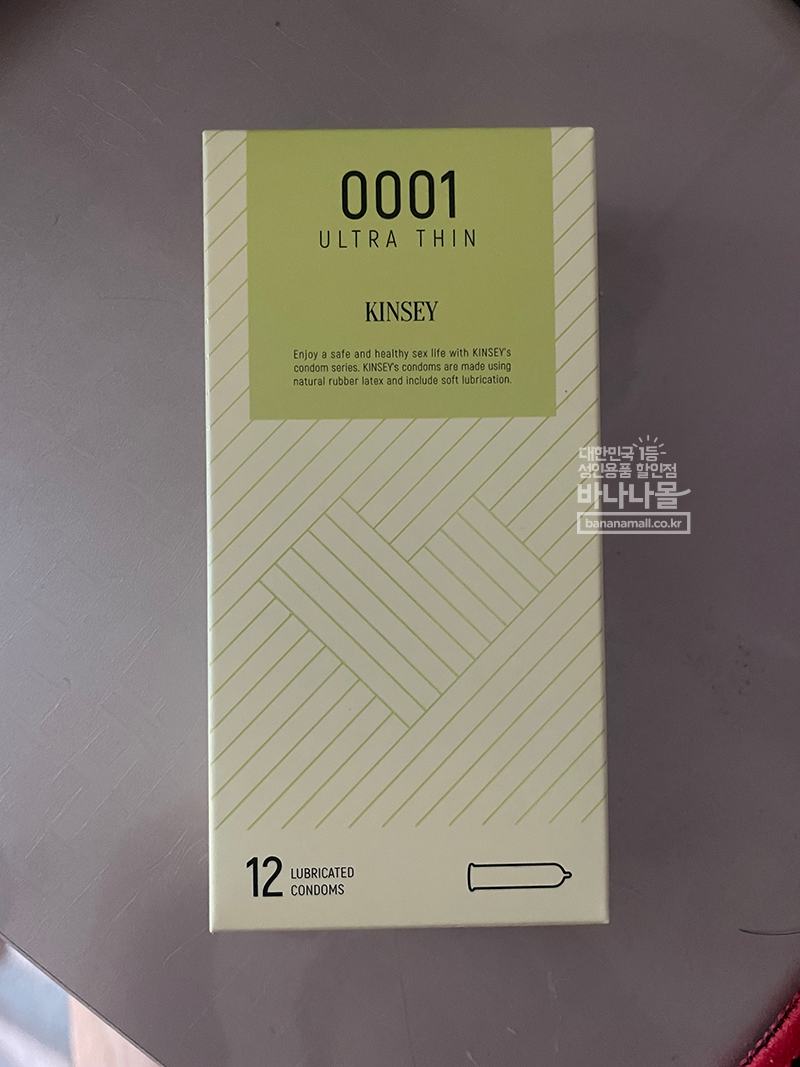 0001
ULTRA THIN
KINSEY
Enjoy a safe and healthy sex life with KINSEY's
condom series. KINSEY's condoms are made using
natural rubber latex and include soft lubrication.
대한민국 1등
성인용품 할인점
바나나몰
bananamall.co.kr
12 LUBRICATED
CONDOMS